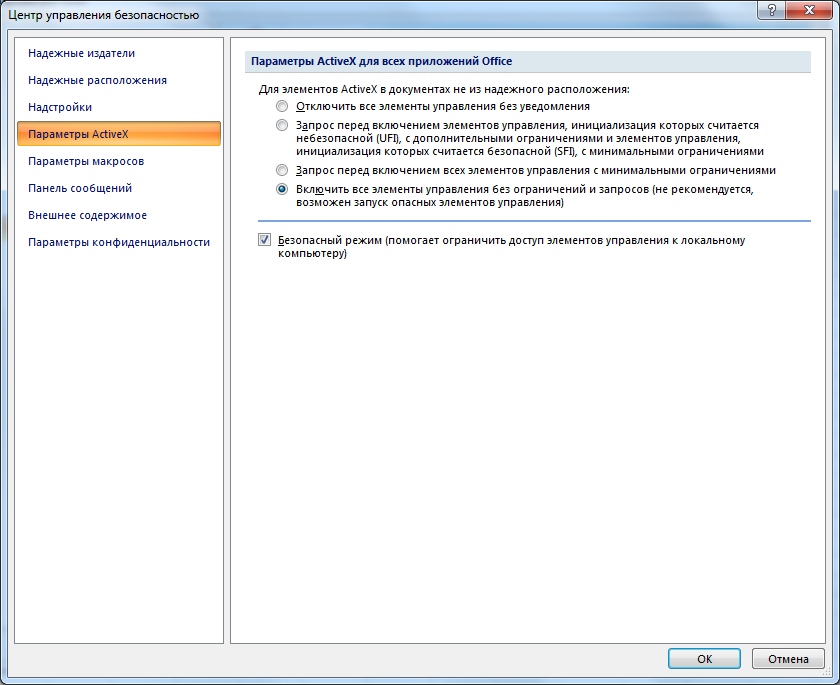 Центр управления безопасностью
?
Надежные издатели
Надежные расположения
Надстройки
Параметры ActiveX
Параметры макросов
Панель сообщений
Внешнее содержимое
Параметры конфиденциальности
Параметры ActiveX для всех приложений Office
Для элементов ActiveX в документах не из надежного расположения:
Отключить все элементы управления без уведомления
Запрос перед включением элементов управления, инициализация которых считается
небезопасной (UFI), с дополнительными ограничениями и элементов управления,
инициализация которых считается безопасной (SFI), с минимальными ограничениями
Запрос перед включением всех элементов управления с минимальными ограничениями
Включить все элементы управления без ограничений и запросов (не рекомендуется,
возможен запуск опасных элементов управления)
Безопасный режим (помогает ограничить доступ элементов управления к локальному
компьютеру)
ОК
Отмена